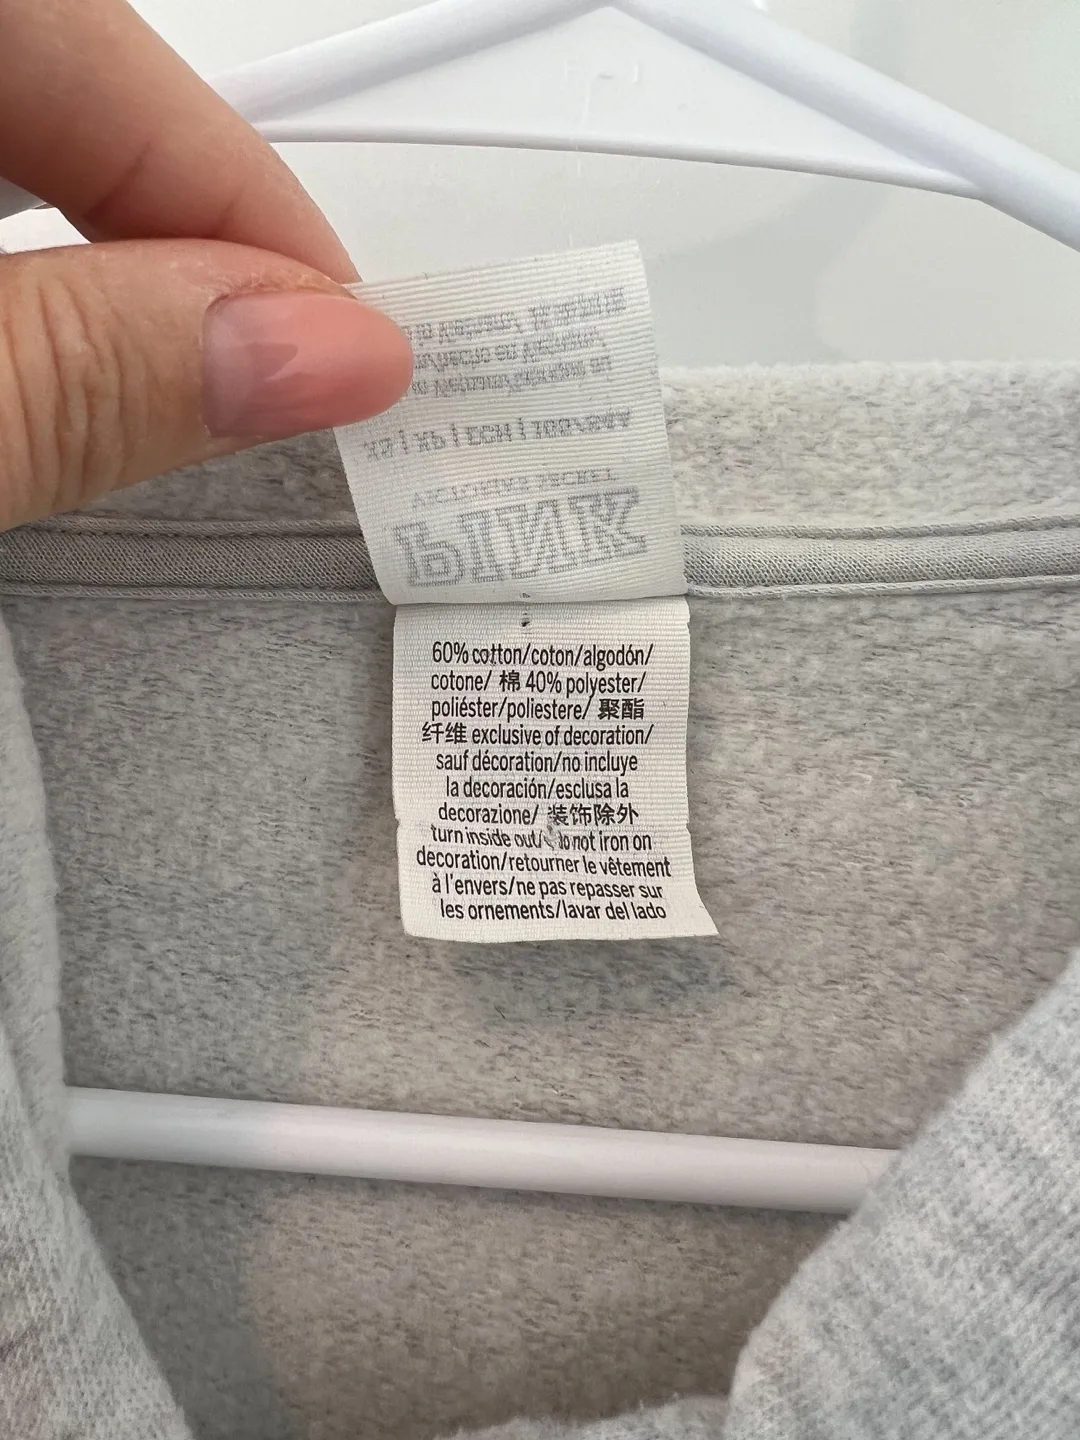 VICTORIA'S SECRET
PINK
60% cotton/coton/algodón/
cotone/ 棉 40% polyester/
poliéster/poliestere/ 聚酯
纤维 exclusive of decoration/
sauf décoration/no incluye
la decoración/esclusa la
decorazione/ 装饰除外
turn inside out/do not iron on
decoration/retourner le vêtement
à l'envers/ne pas repasser sur
les ornements/lavar del lado